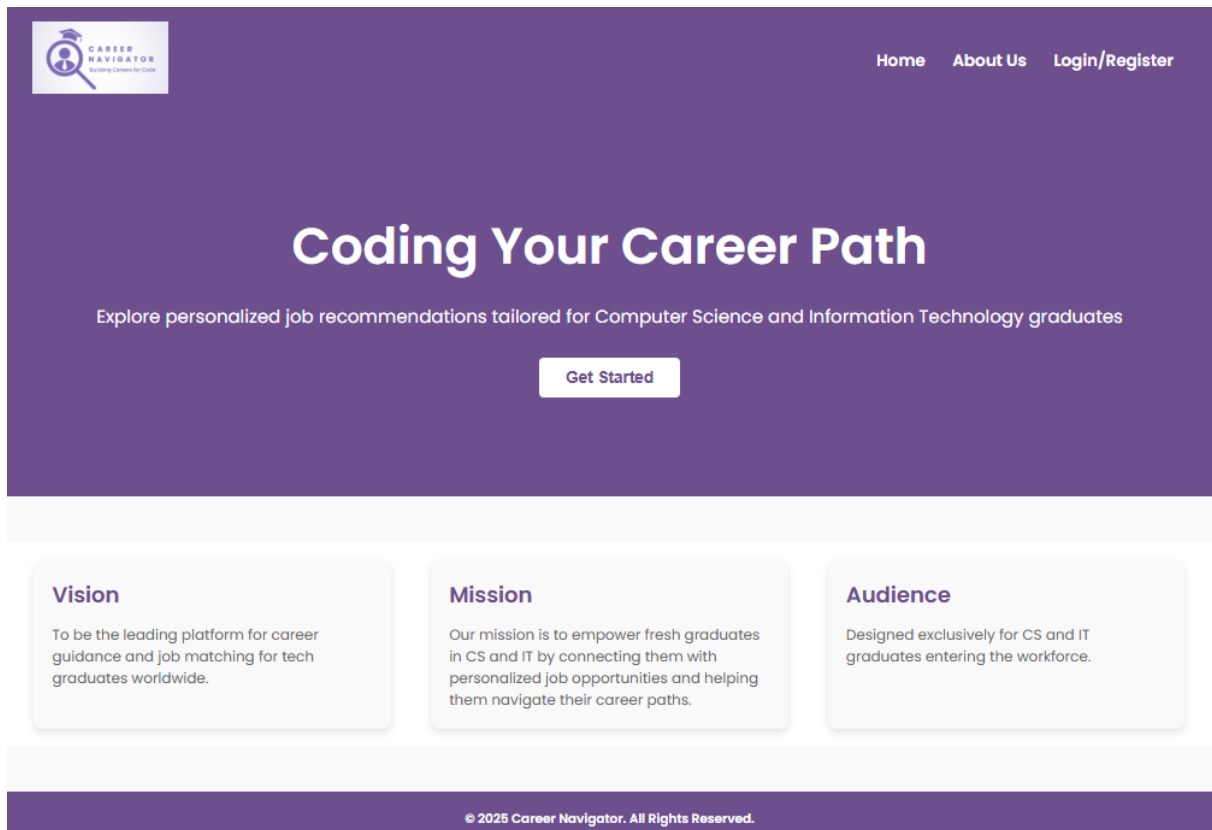 CAREER
NAVIGATOR
Building Careers for Code
Home About Us Login/Register
Coding Your Career Path
Explore personalized job recommendations tailored for Computer Science and Information Technology graduates
Get Started
Vision
To be the leading platform for career
guidance and job matching for tech
graduates worldwide.
Mission
Our mission is to empower fresh graduates
in CS and IT by connecting them with
personalized job opportunities and helping
them navigate their career paths.
Audience
Designed exclusively for CS and IT
graduates entering the workforce.
© 2025 Career Navigator. All Rights Reserved.